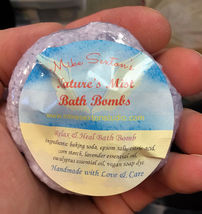 Mike Sexton's
Nature's Mist
Bath Bombs
Relax & Heal Bath Bomb
Ingredients: baking soda, epsom salts, citric acid,
corn starch, lavender essential oil,
eucalyptus essential oil, vegan soap dye
Handmade with Love & Care